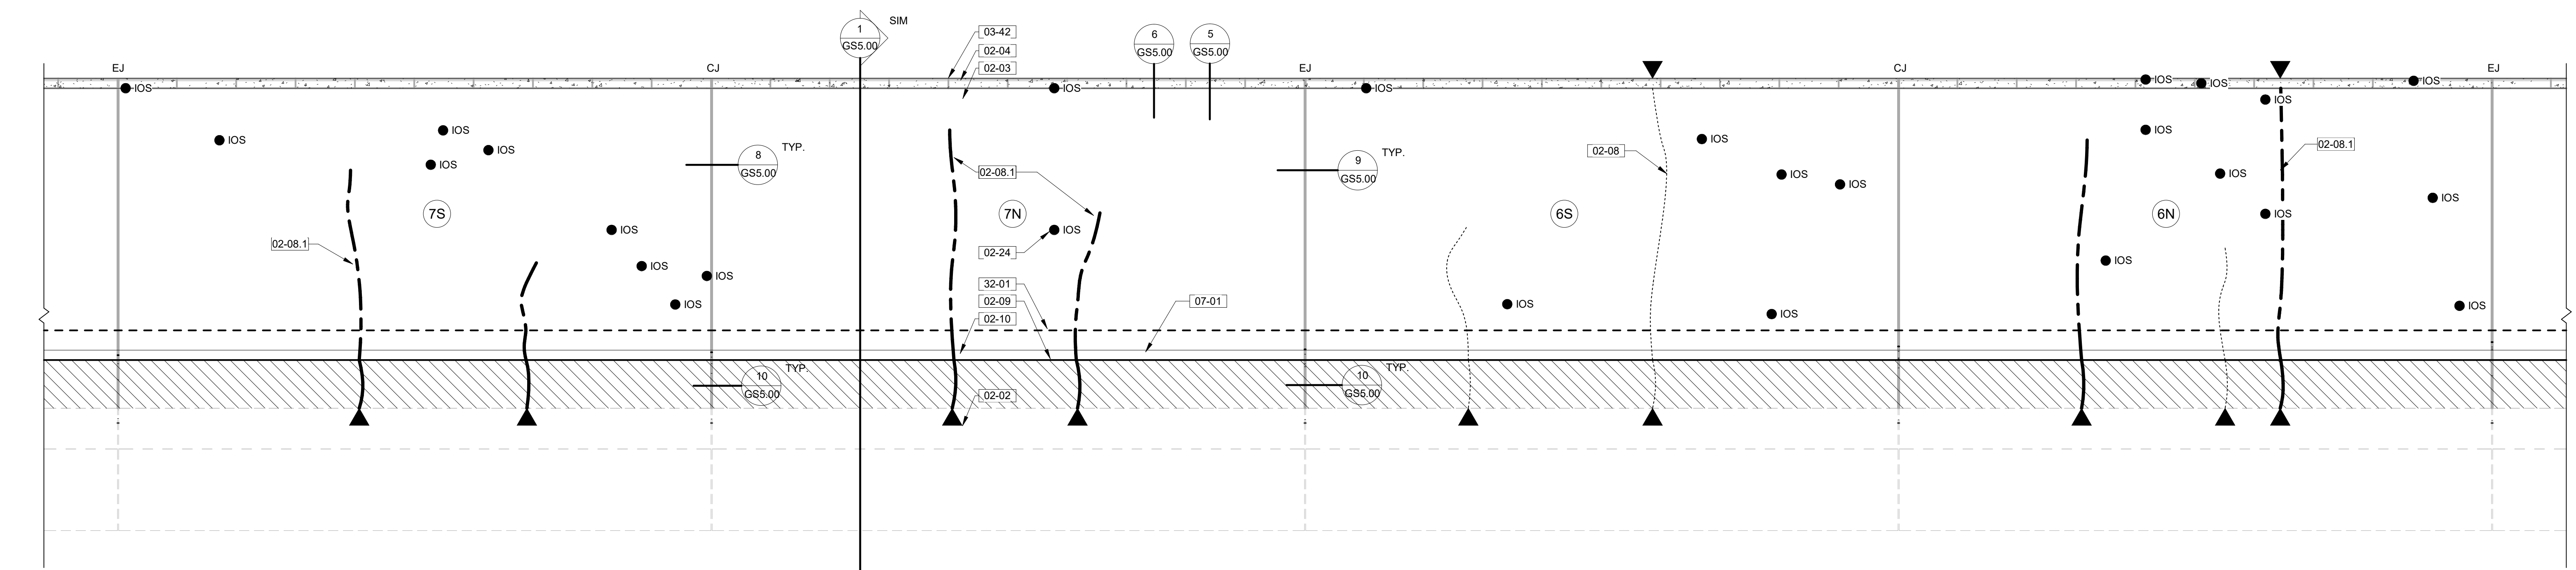 1
GS5.00
SIM
03-42
02-04
02-03
6
GS5.00
5
GS5.00
EJ
CJ
EJ
CJ
EJ
IOS
IOS
IOS
IOS
IOS
IOS
IOS
IOS
IOS
IOS
IOS
8
GS5.00
TYP.
02-08.1
9
GS5.00
TYP.
02-08
IOS
IOS
IOS
IOS
IOS
02-08.1
IOS
7S
7N
6S
6N
IOS
IOS
IOS
02-08.1
02-24
IOS
IOS
IOS
32-01
02-09
02-10
07-01
IOS
IOS
IOS
IOS
10
GS5.00
TYP.
02-02
10
GS5.00
TYP.